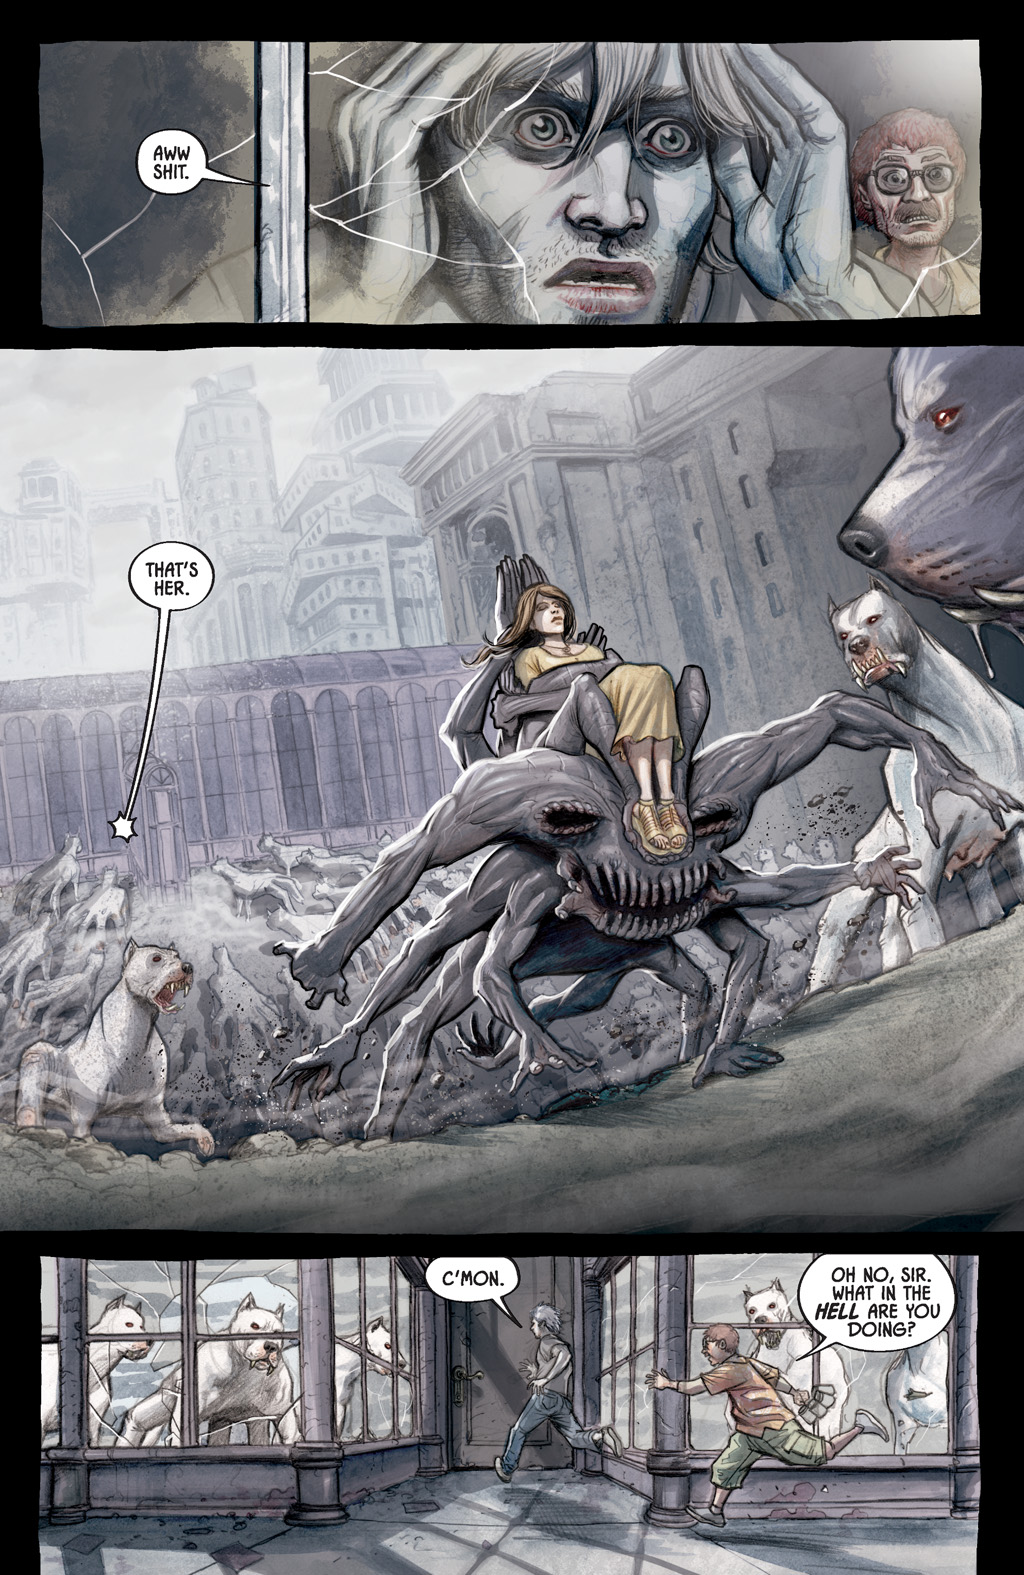 AWW
SHIT.
THAT'S
HER.
C'MON.
OH NO, SIR.
WHAT IN THE
HELL ARE YOU
DOING?